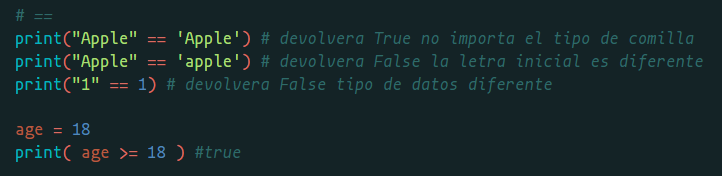 # ==
print("Apple" == 'Apple') # devolvera True no importa el tipo de comilla
print("Apple" == 'apple') # devolvera False la letra inicial es diferente
print("1" == 1) # devolvera False tipo de datos diferente
age = 18
print( age >= 18 ) #true